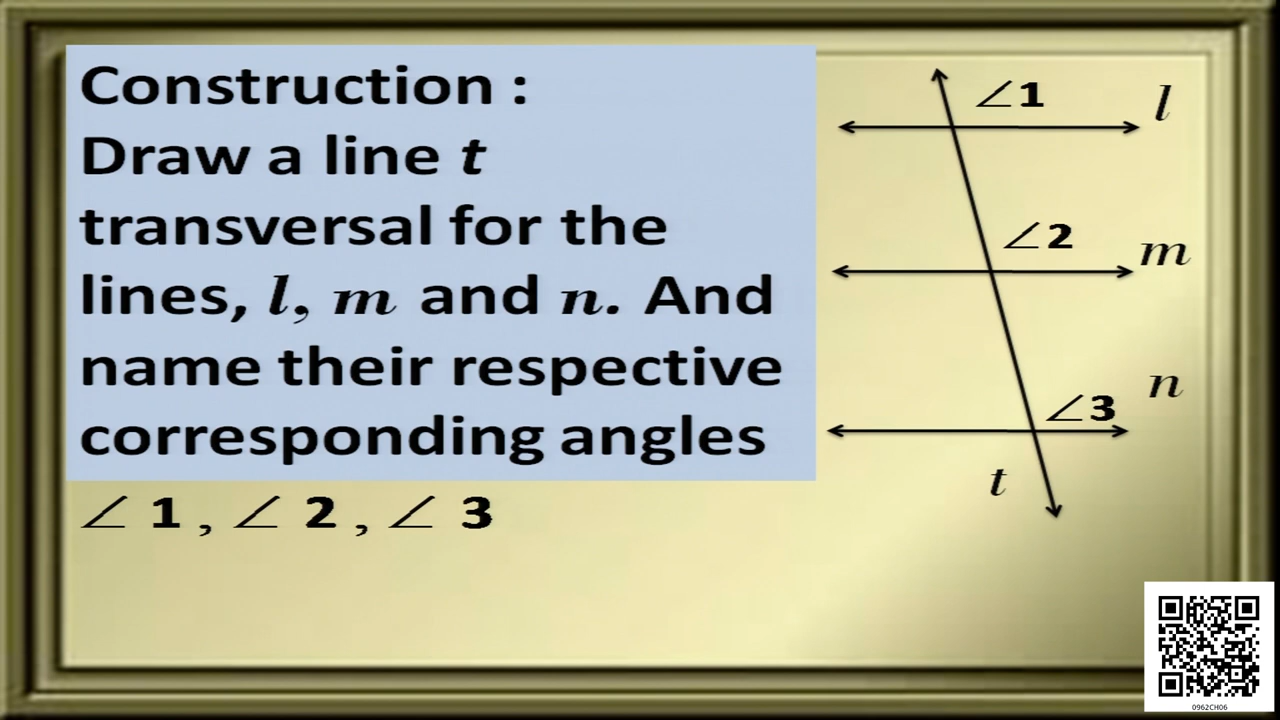 Construction :
Draw a line t
transversal for the
lines, l, m and n. And
name their respective
corresponding angles
∠ 1 , ∠ 2 , ∠ 3
∠1
l
∠2
m
n
∠3
t
0962CH06